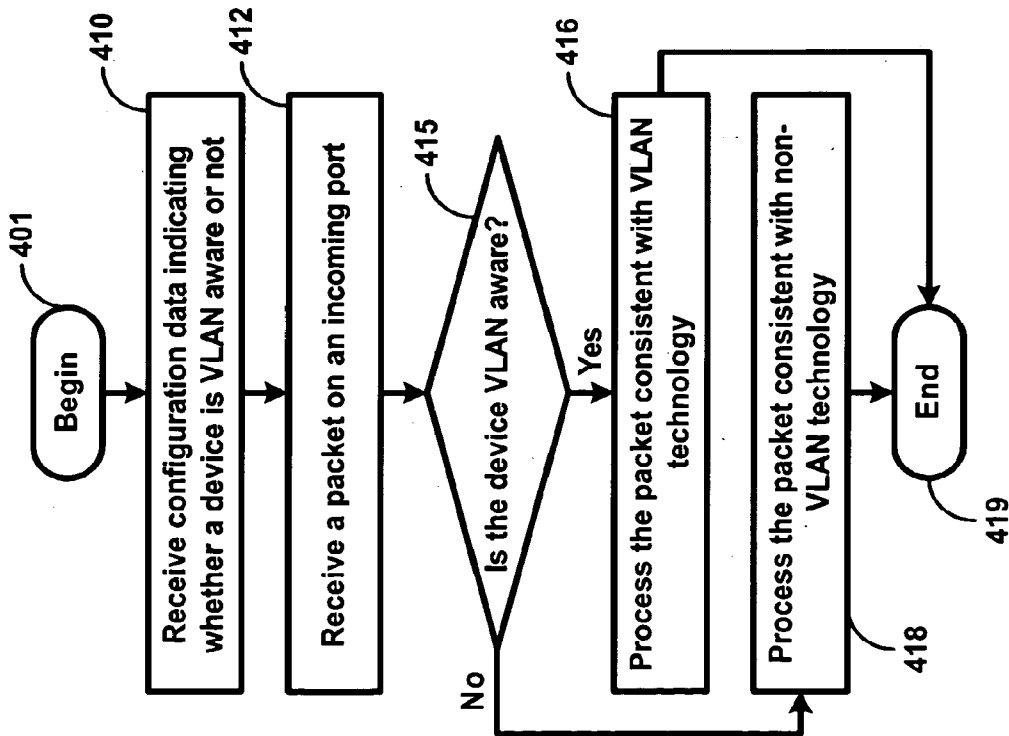 Begin
401
Receive configuration data indicating
whether a device is VLAN aware or not
410
Receive a packet on an incoming port
412
Is the device VLAN aware?
415
No
Yes
Process the packet consistent with VLAN
technology
416
Process the packet consistent with non-
VLAN technology
418
End
419